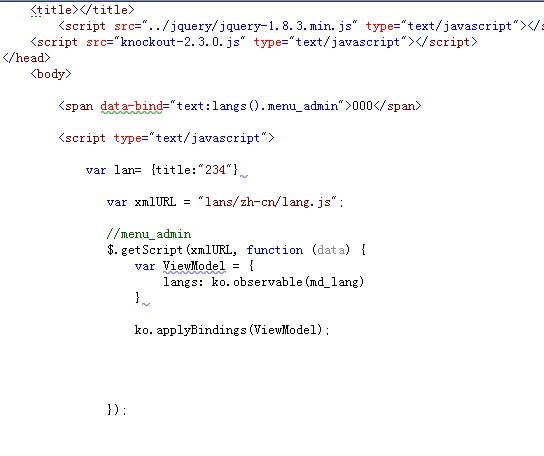 <title></title>
<script src="../jquery/jquery-1.8.3.min.js" type="text/javascript"></s
<script src="knockout-2.3.0.js" type="text/javascript"></script>
</head>
<body>
<span data-bind="text:langs().menu_admin">000</span>
<script type="text/javascript">
var lan= {title:"234"}
var xmlURL = "lans/zh-cn/lang.js";
//menu_admin
$.getScript(xmlURL, function (data) {
var ViewModel = {
langs: ko.observable(md_lang)
}
ko.applyBindings(ViewModel);
});